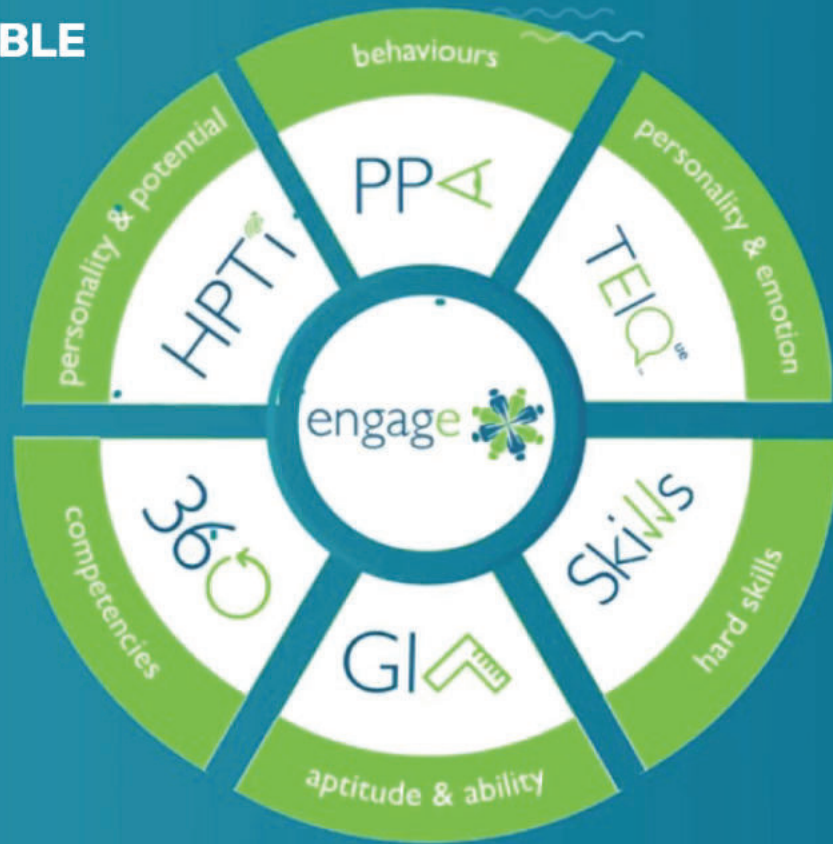 BLE
behaviours
PPA
personality & emotion
TEIQue
hard skills
Skills
aptitude & ability
GIA
competencies
360
personality & potential
HPTi
engage